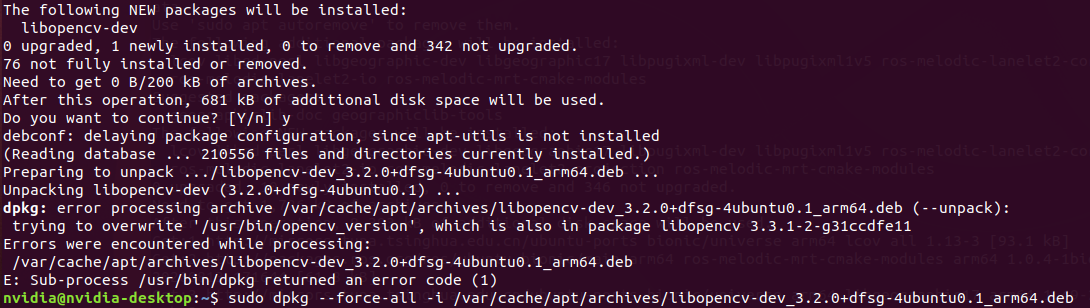 The following NEW packages will be installed:
  libopencv-dev
0 upgraded, 1 newly installed, 0 to remove and 342 not upgraded.
76 not fully installed or removed.
Need to get 0 B/200 kB of archives.
After this operation, 681 kB of additional disk space will be used.
Do you want to continue? [Y/n] y
debconf: delaying package configuration, since apt-utils is not installed
(Reading database ... 210556 files and directories currently installed.)
Preparing to unpack .../libopencv-dev_3.2.0+dfsg-4ubuntu0.1_arm64.deb ...
Unpacking libopencv-dev (3.2.0+dfsg-4ubuntu0.1) ...
dpkg: error processing archive /var/cache/apt/archives/libopencv-dev_3.2.0+dfsg-4ubuntu0.1_arm64.deb (--unpack):
 trying to overwrite '/usr/bin/opencv_version', which is also in package libopencv 3.3.1-2-g31ccdfe11
Errors were encountered while processing:
 /var/cache/apt/archives/libopencv-dev_3.2.0+dfsg-4ubuntu0.1_arm64.deb
E: Sub-process /usr/bin/dpkg returned an error code (1)
nvidia@nvidia-desktop:~$ sudo dpkg --force-all -i /var/cache/apt/archives/libopencv-dev_3.2.0+dfsg-4ubuntu0.1_arm64.deb